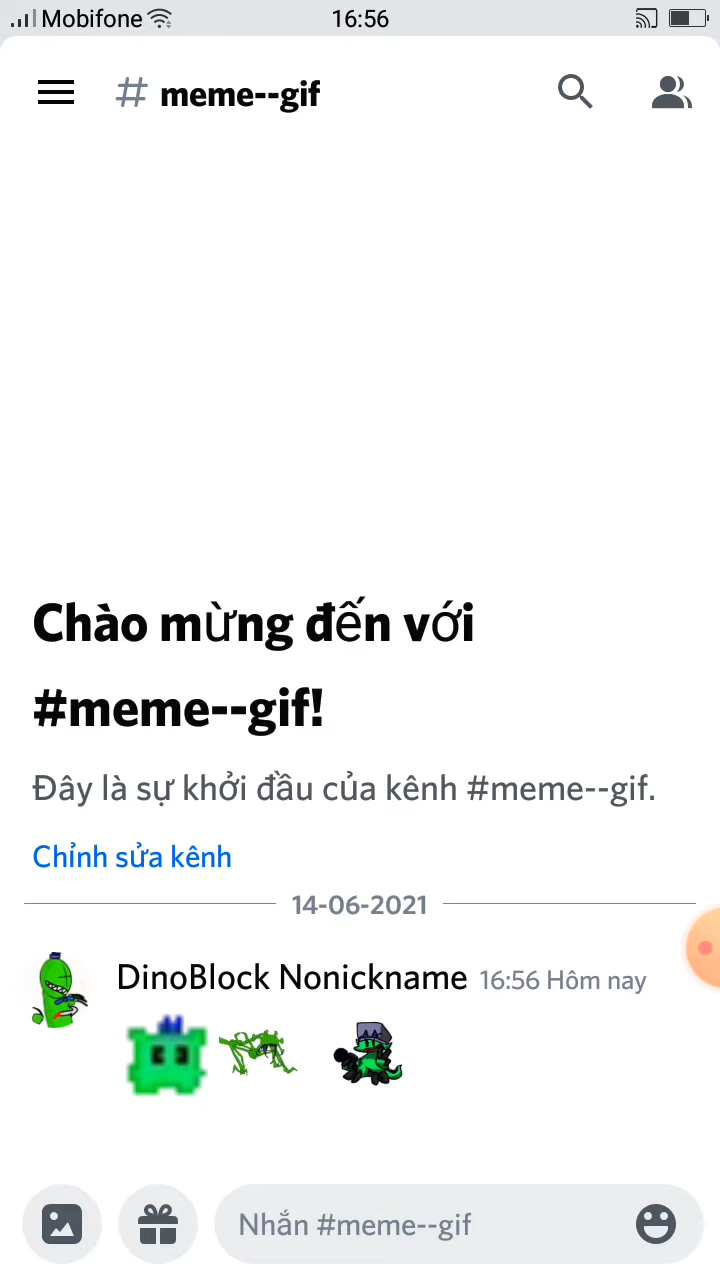 Mobifone 16:56
# meme--gif
Chào mừng đến với
#meme--gif!
Đây là sự khởi đầu của kênh #meme--gif.
Chỉnh sửa kênh
14-06-2021
DinoBlock Nonickname 16:56 Hôm nay
Nhắn #meme--gif